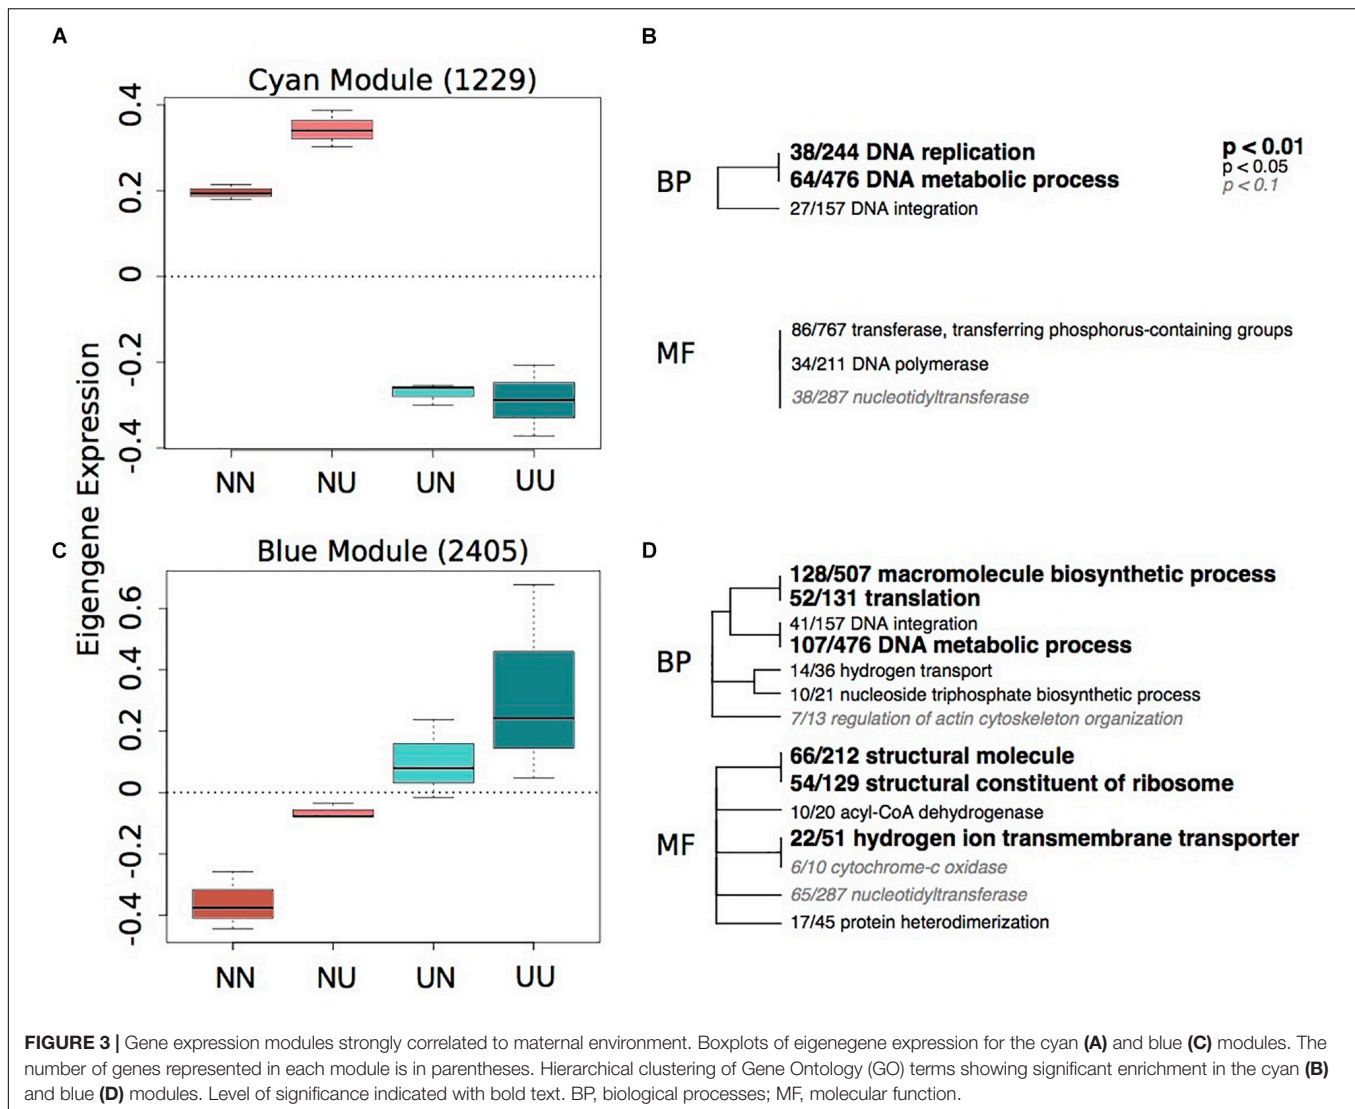 A
Cyan Module (1229)
0.4
0.2
0
-0.2
-0.4
NN NU UN UU
Eigengene Expression
B
BP
38/244 DNA replication
64/476 DNA metabolic process
27/157 DNA integration
p < 0.01
p < 0.05
p < 0.1
MF
86/767 transferase, transferring phosphorus-containing groups
34/211 DNA polymerase
38/287 nucleotidyltransferase
C
Blue Module (2405)
0.6
0.4
0.2
0
-0.2
-0.4
NN NU UN UU
D
BP
128/507 macromolecule biosynthetic process
52/131 translation
41/157 DNA integration
107/476 DNA metabolic process
14/36 hydrogen transport
10/21 nucleoside triphosphate biosynthetic process
7/13 regulation of actin cytoskeleton organization
MF
66/212 structural molecule
54/129 structural constituent of ribosome
10/20 acyl-CoA dehydrogenase
22/51 hydrogen ion transmembrane transporter
6/10 cytochrome-c oxidase
65/287 nucleotidyltransferase
17/45 protein heterodimerization
FIGURE 3 | Gene expression modules strongly correlated to maternal environment. Boxplots of eigenegene expression for the cyan (A) and blue (C) modules. The
number of genes represented in each module is in parentheses. Hierarchical clustering of Gene Ontology (GO) terms showing significant enrichment in the cyan (B)
and blue (D) modules. Level of significance indicated with bold text. BP, biological processes; MF, molecular function.